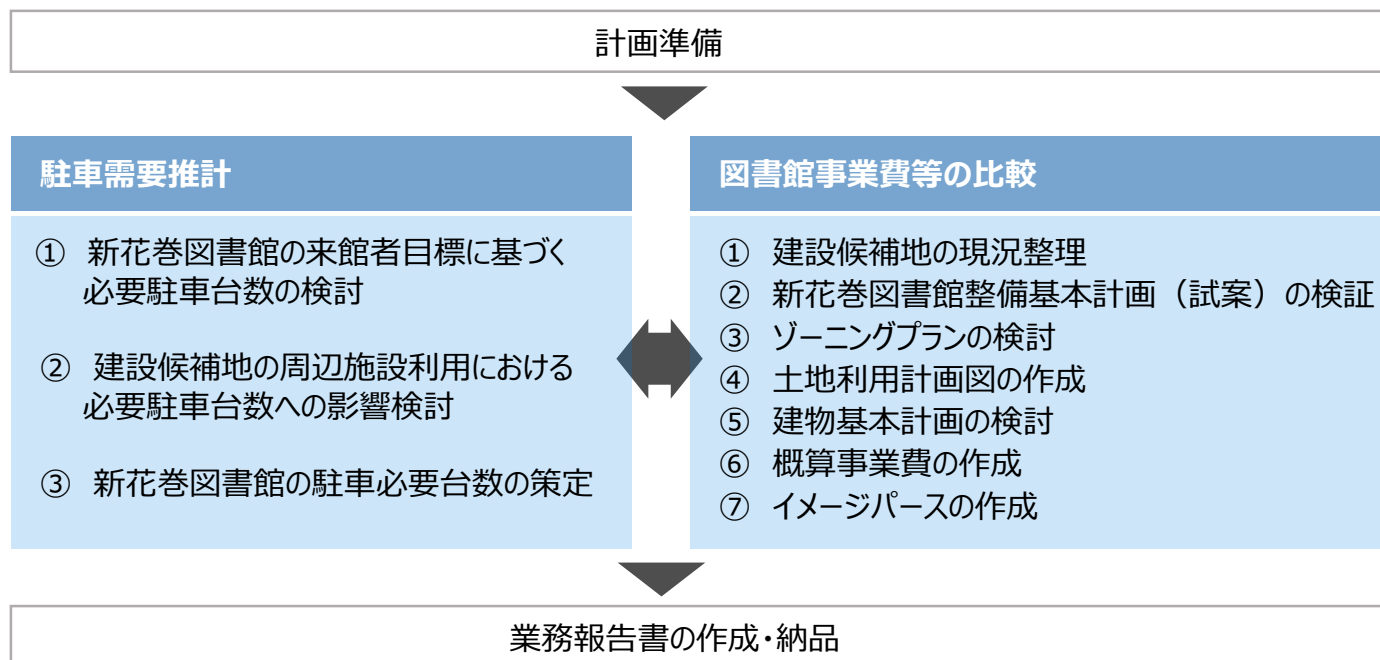 計画準備
駐車需要推計
① 新花巻図書館の来館者目標に基づく
必要駐車台数の検討
② 建設候補地の周辺施設利用における
必要駐車台数への影響検討
③ 新花巻図書館の駐車必要台数の策定
図書館事業費等の比較
① 建設候補地の現況整理
② 新花巻図書館整備基本計画（試案）の検証
③ ゾーニングプランの検討
④ 土地利用計画図の作成
⑤ 建物基本計画の検討
⑥ 概算事業費の作成
⑦ イメージパースの作成
業務報告書の作成・納品